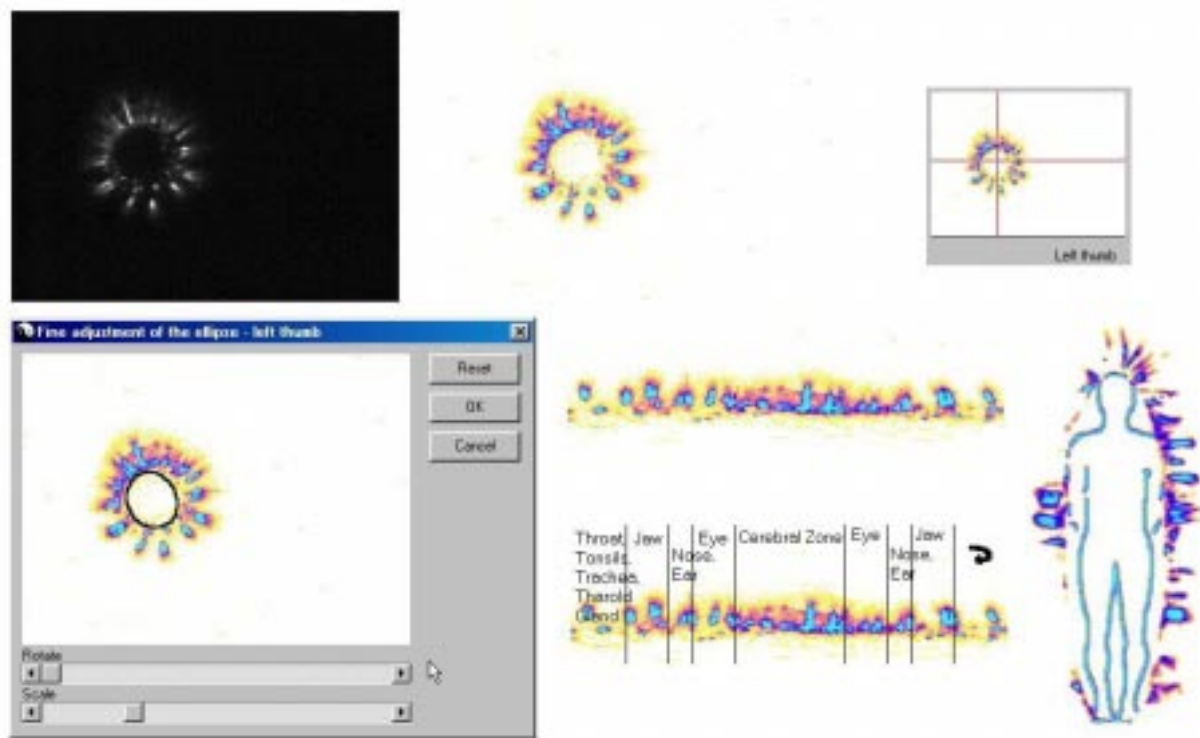 Left thumb
Fine adjustment of the ellipse - left thumb
Reset
OK
Cancel
Rotate
Scale
Throat, Jaw Eye Cerebral Zone Eye Jaw
Tonsils, Nose, Nose,
Trachea, Ear Ear
Tharoid
Gland